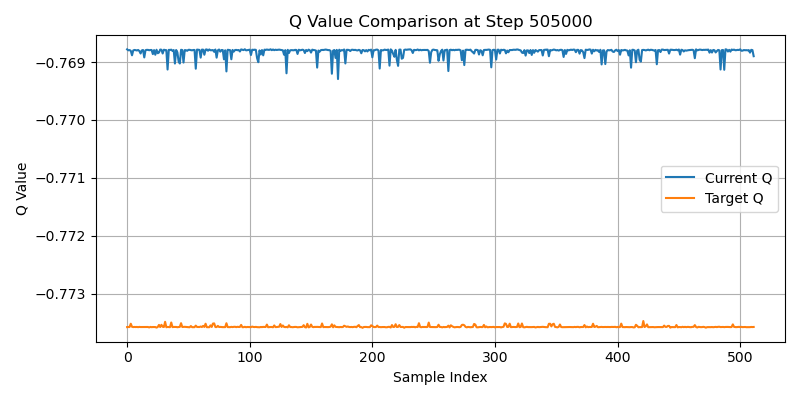 Q Value Comparison at Step 505000
Q Value
−0.769
−0.770
−0.771
−0.772
−0.773
Current Q
Target Q
0
100
200
300
400
500
Sample Index